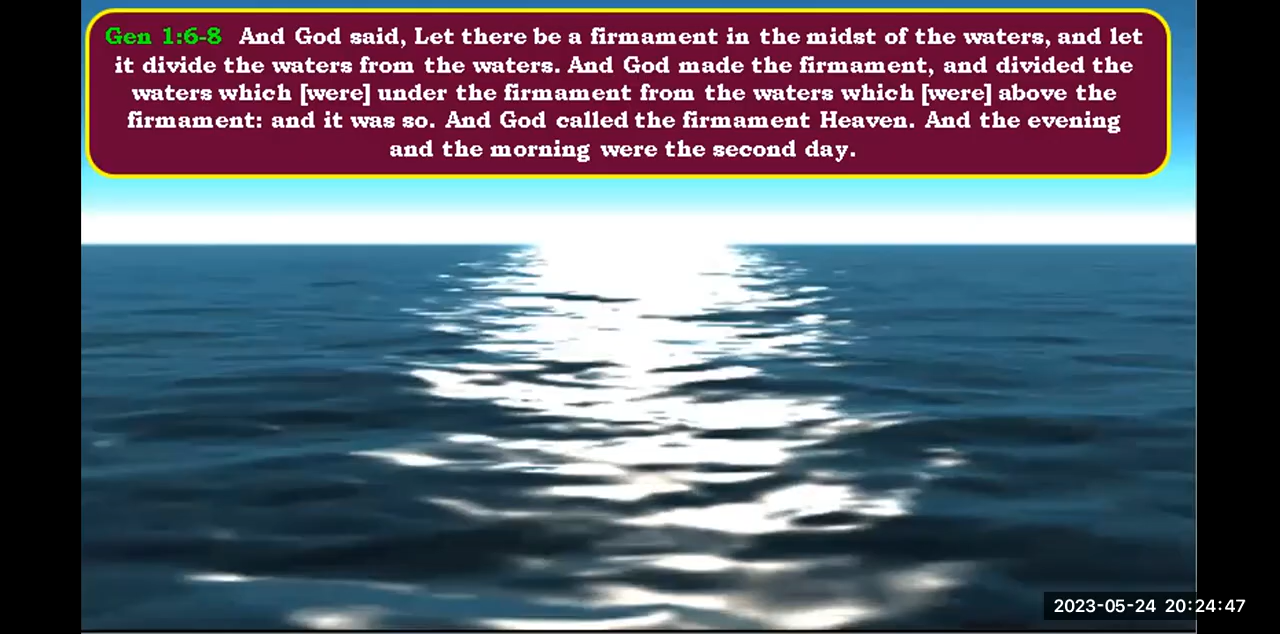 Gen 1:6-8 And God said, Let there be a firmament in the midst of the waters, and let
it divide the waters from the waters. And God made the firmament, and divided the
waters which [were] under the firmament from the waters which [were] above the
firmament: and it was so. And God called the firmament Heaven. And the evening
and the morning were the second day.
2023-05-24 20:24:47